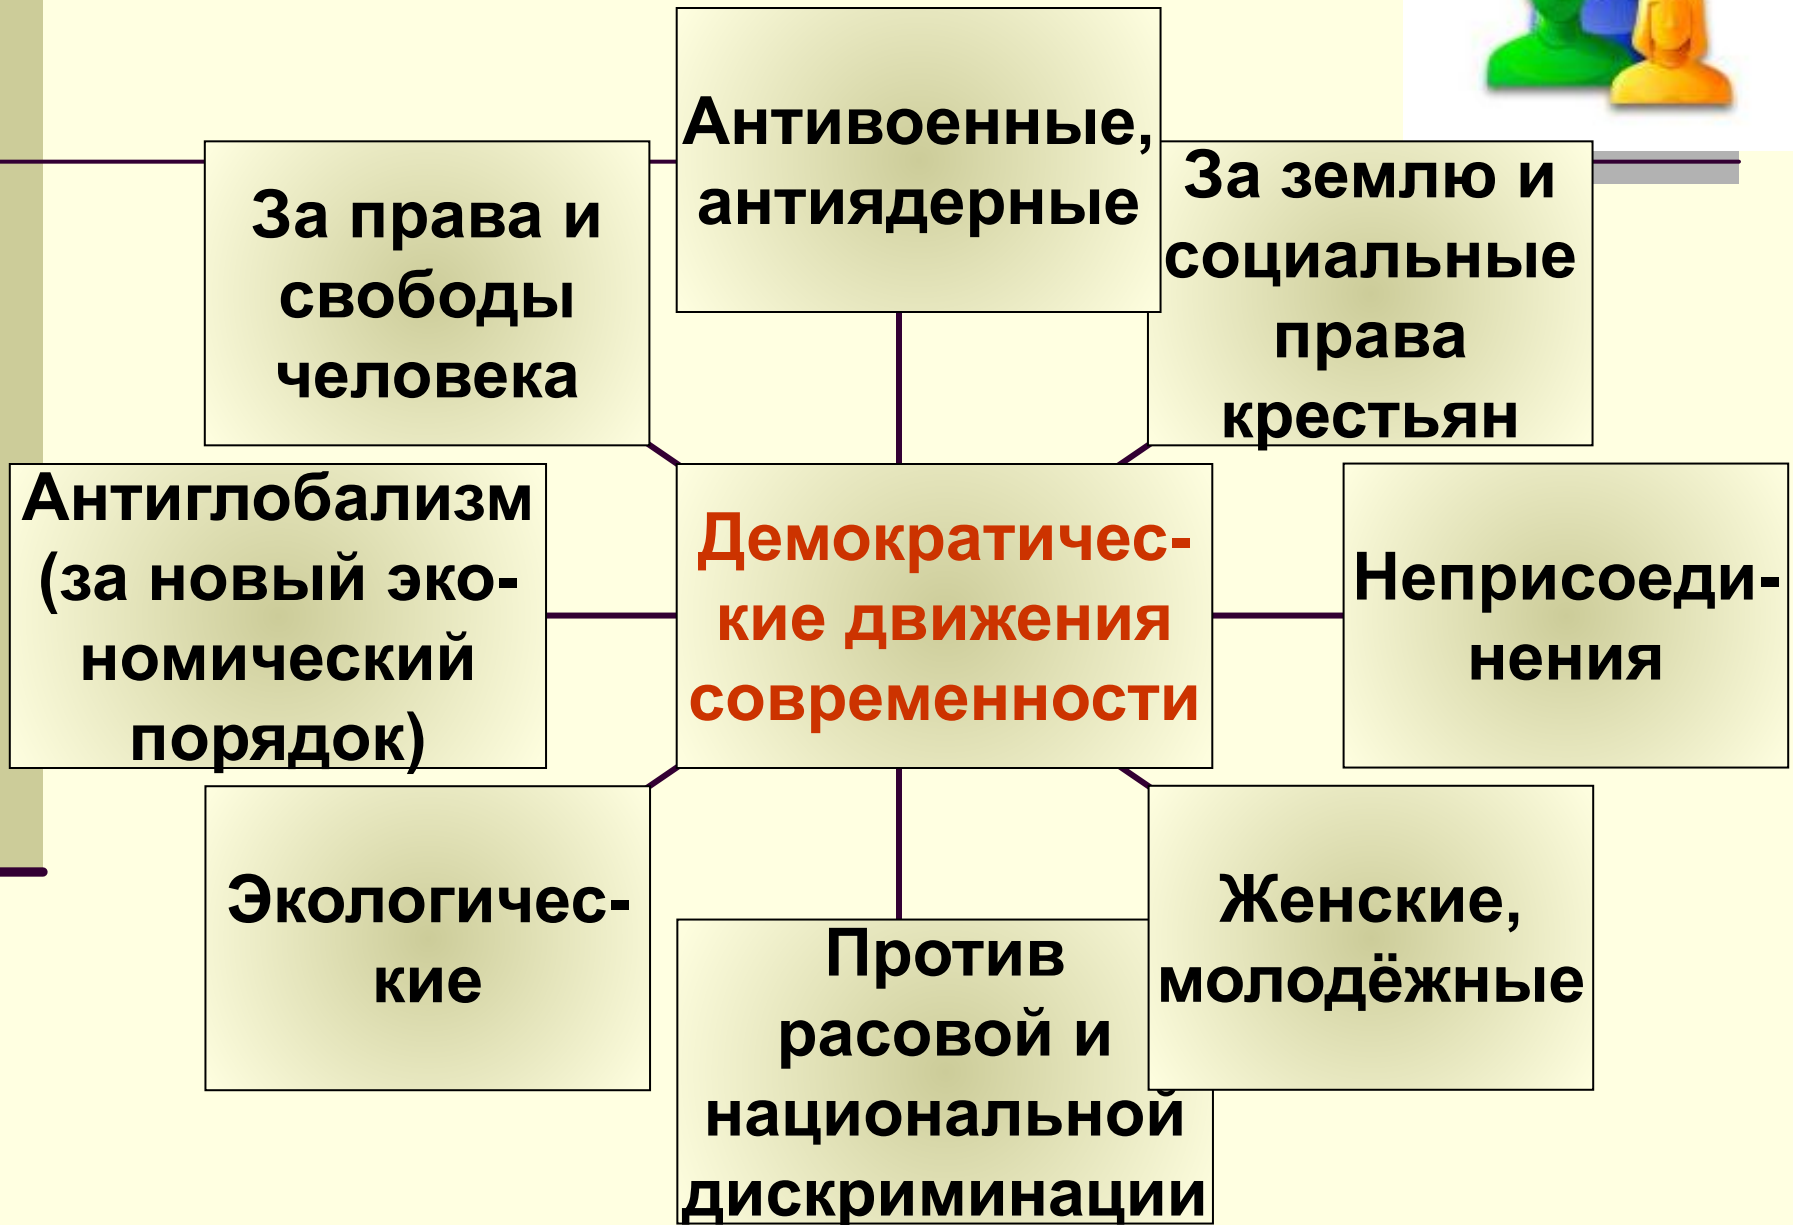 Антивоенные,
антиядерные
За права и
свободы
человека
За землю и
социальные
права
крестьян
Антиглобализм
(за новый эко-
номический
порядок)
Демократичес-
кие движения
современности
Неприсоеди-
нения
Экологичес-
кие
Против
расовой и
национальной
дискриминации
Женские,
молодёжные